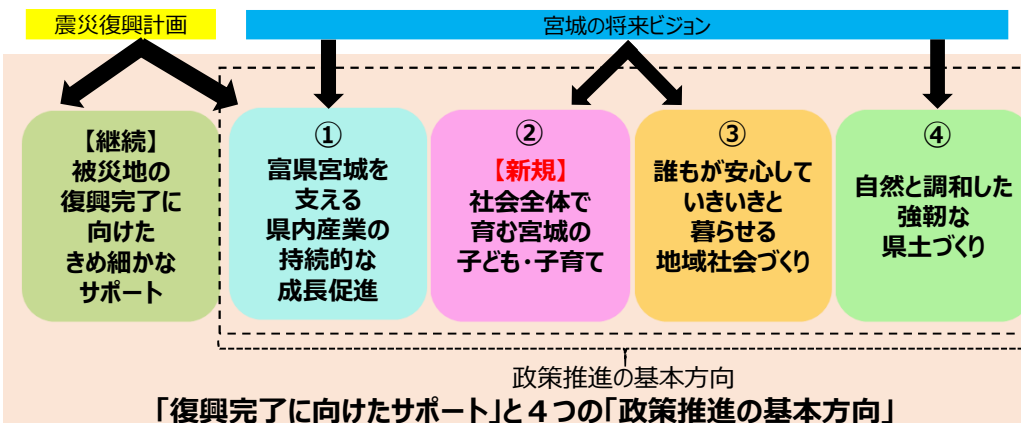 震災復興計画
宮城の将来ビジョン
【継続】
被災地の
復興完了に
向けた
きめ細かな
サポート
①
富県宮城を
支える
県内産業の
持続的な
成長促進
②
【新規】
社会全体で
育む宮城の
子ども・子育て
③
誰もが安心して
いきいきと
暮らせる
地域社会づくり
④
自然と調和した
強靭な
県土づくり
政策推進の基本方向
「復興完了に向けたサポート」と４つの「政策推進の基本方向」